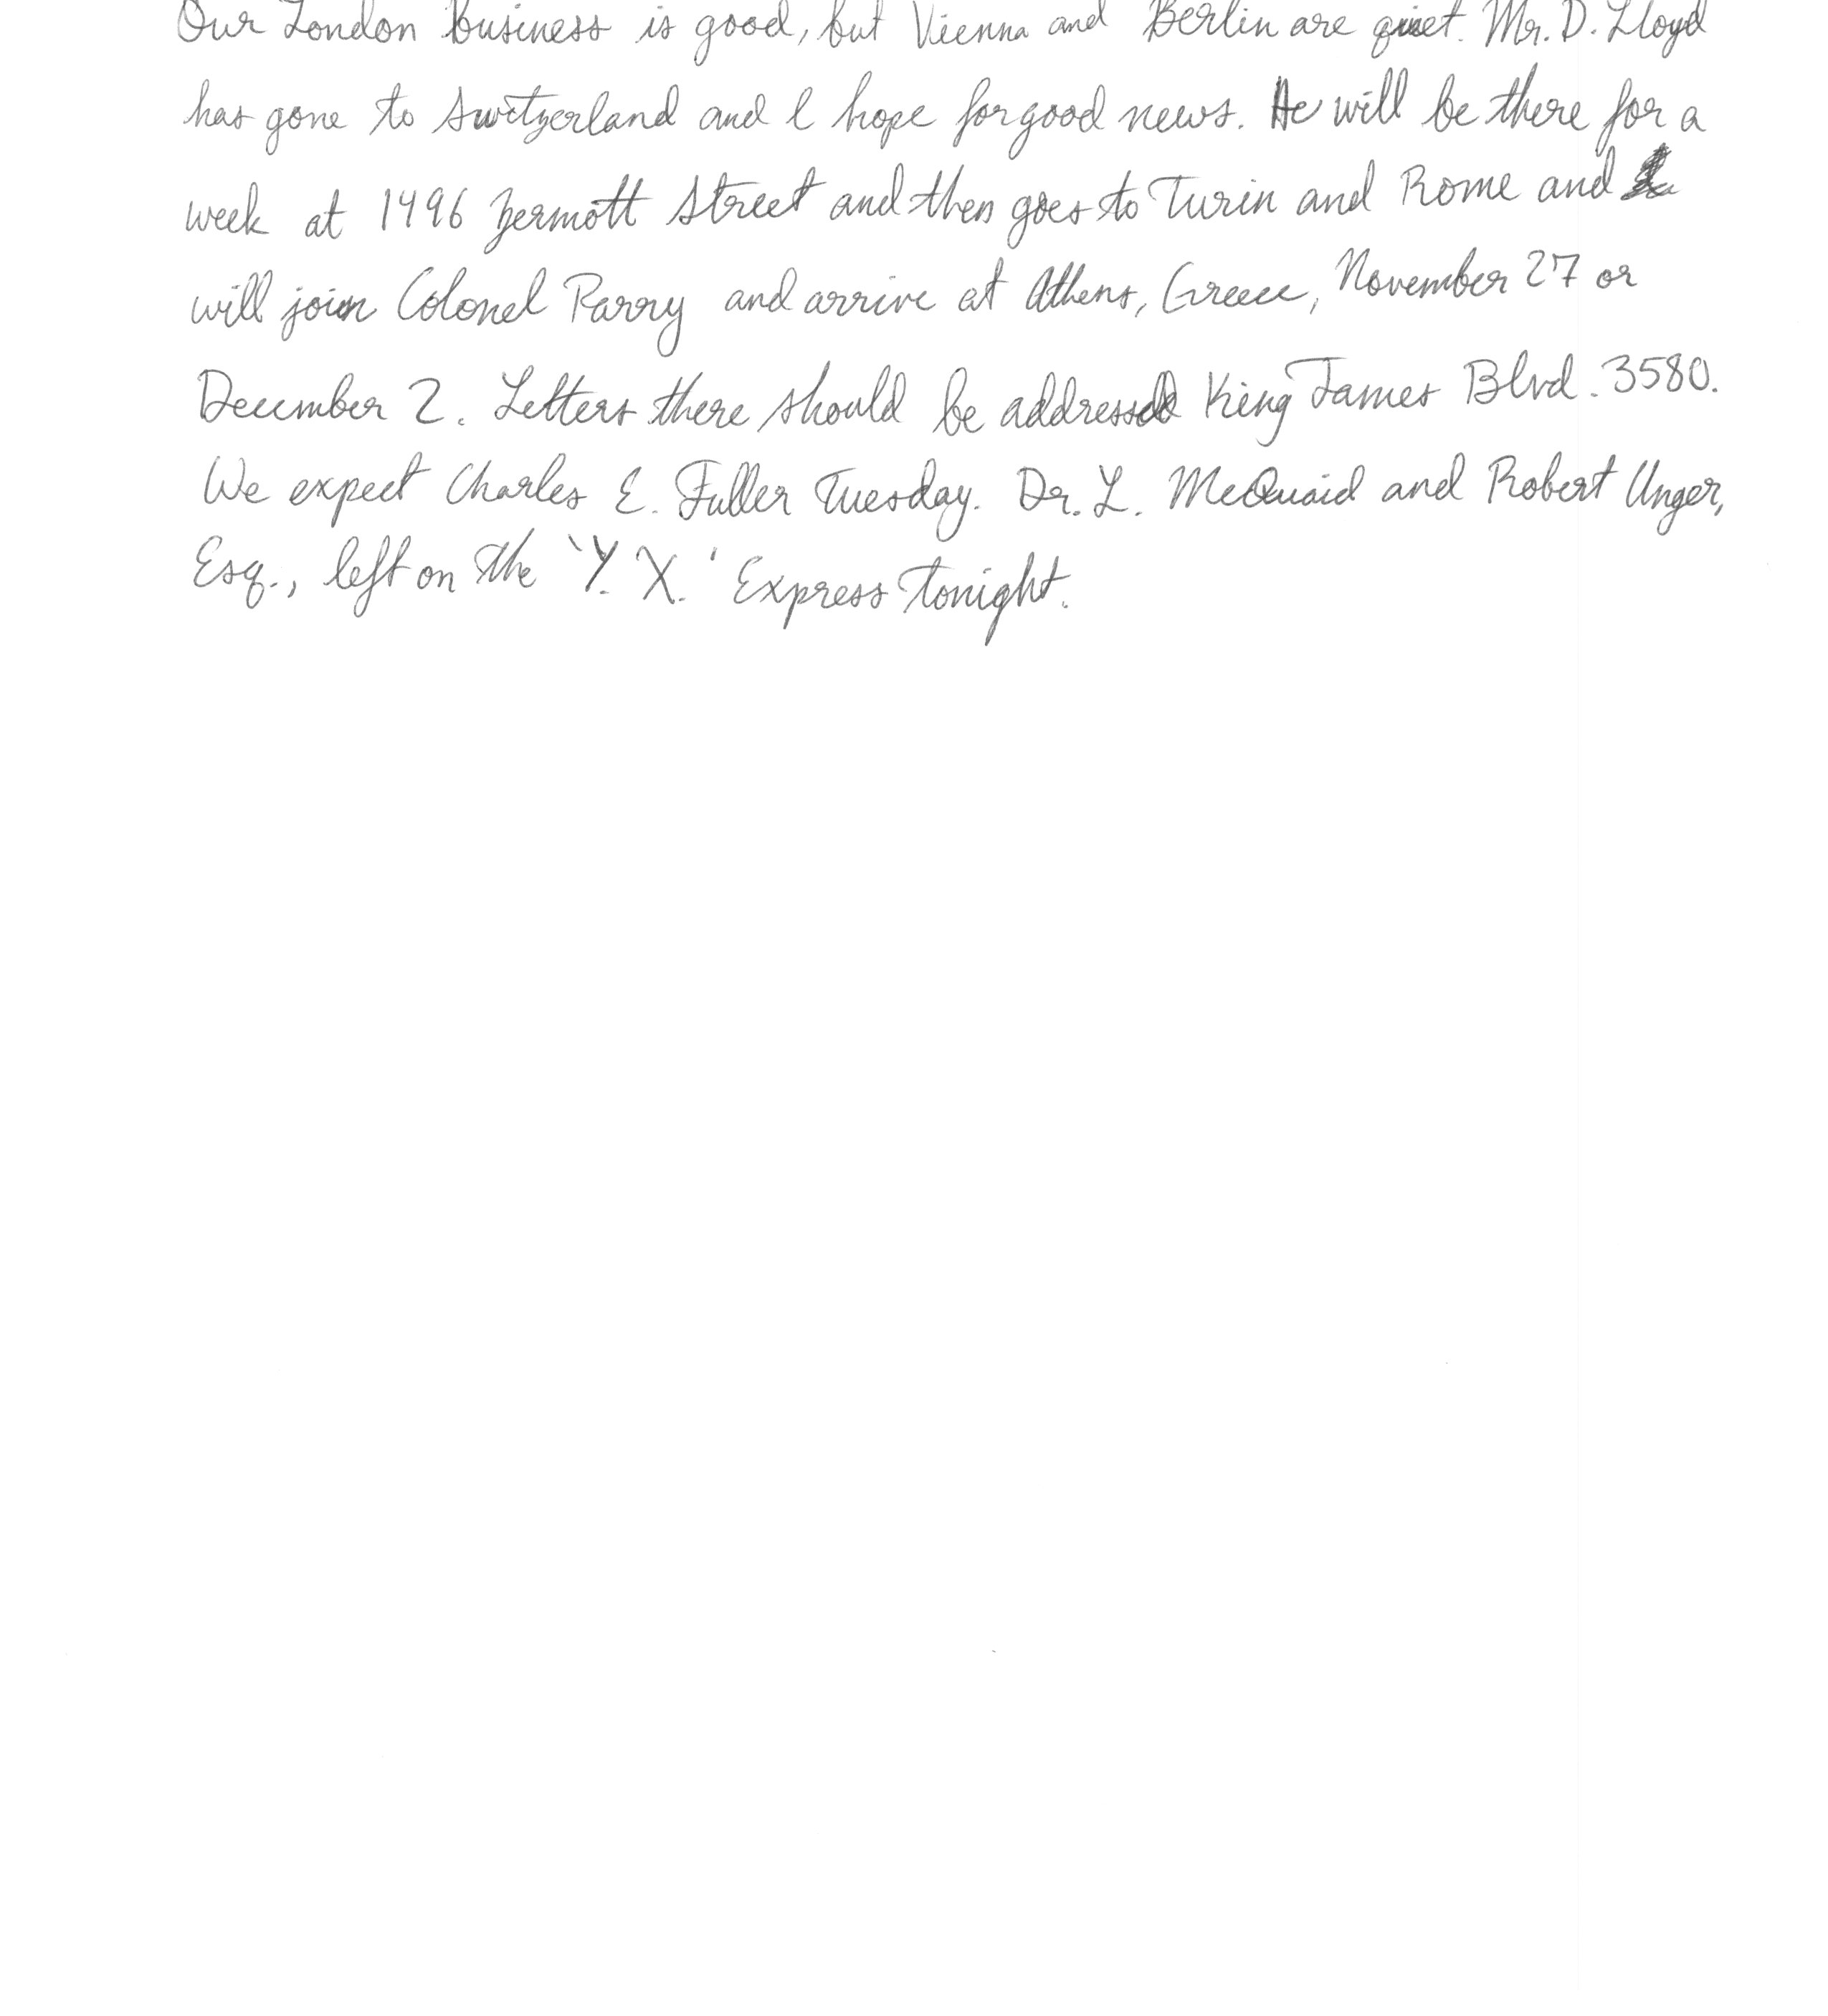 Our London Business is good, but Vienna and Berlin are quiet. Mr. D. Lloyd
has gone to Switzerland and I hope for good news. He will be there for a
week at 1496 Zermott Street and then goes to Turin and Rome and
will join Colonel Parry and arrive at Athens, Greece, November 27 or
December 2. Letters there should be addressed King James Blvd. 3580.
We expect Charles E. Fuller Tuesday. Dr. L. McQuaid and Robert Unger,
Esq., left on the 'Y. X.' Express tonight.